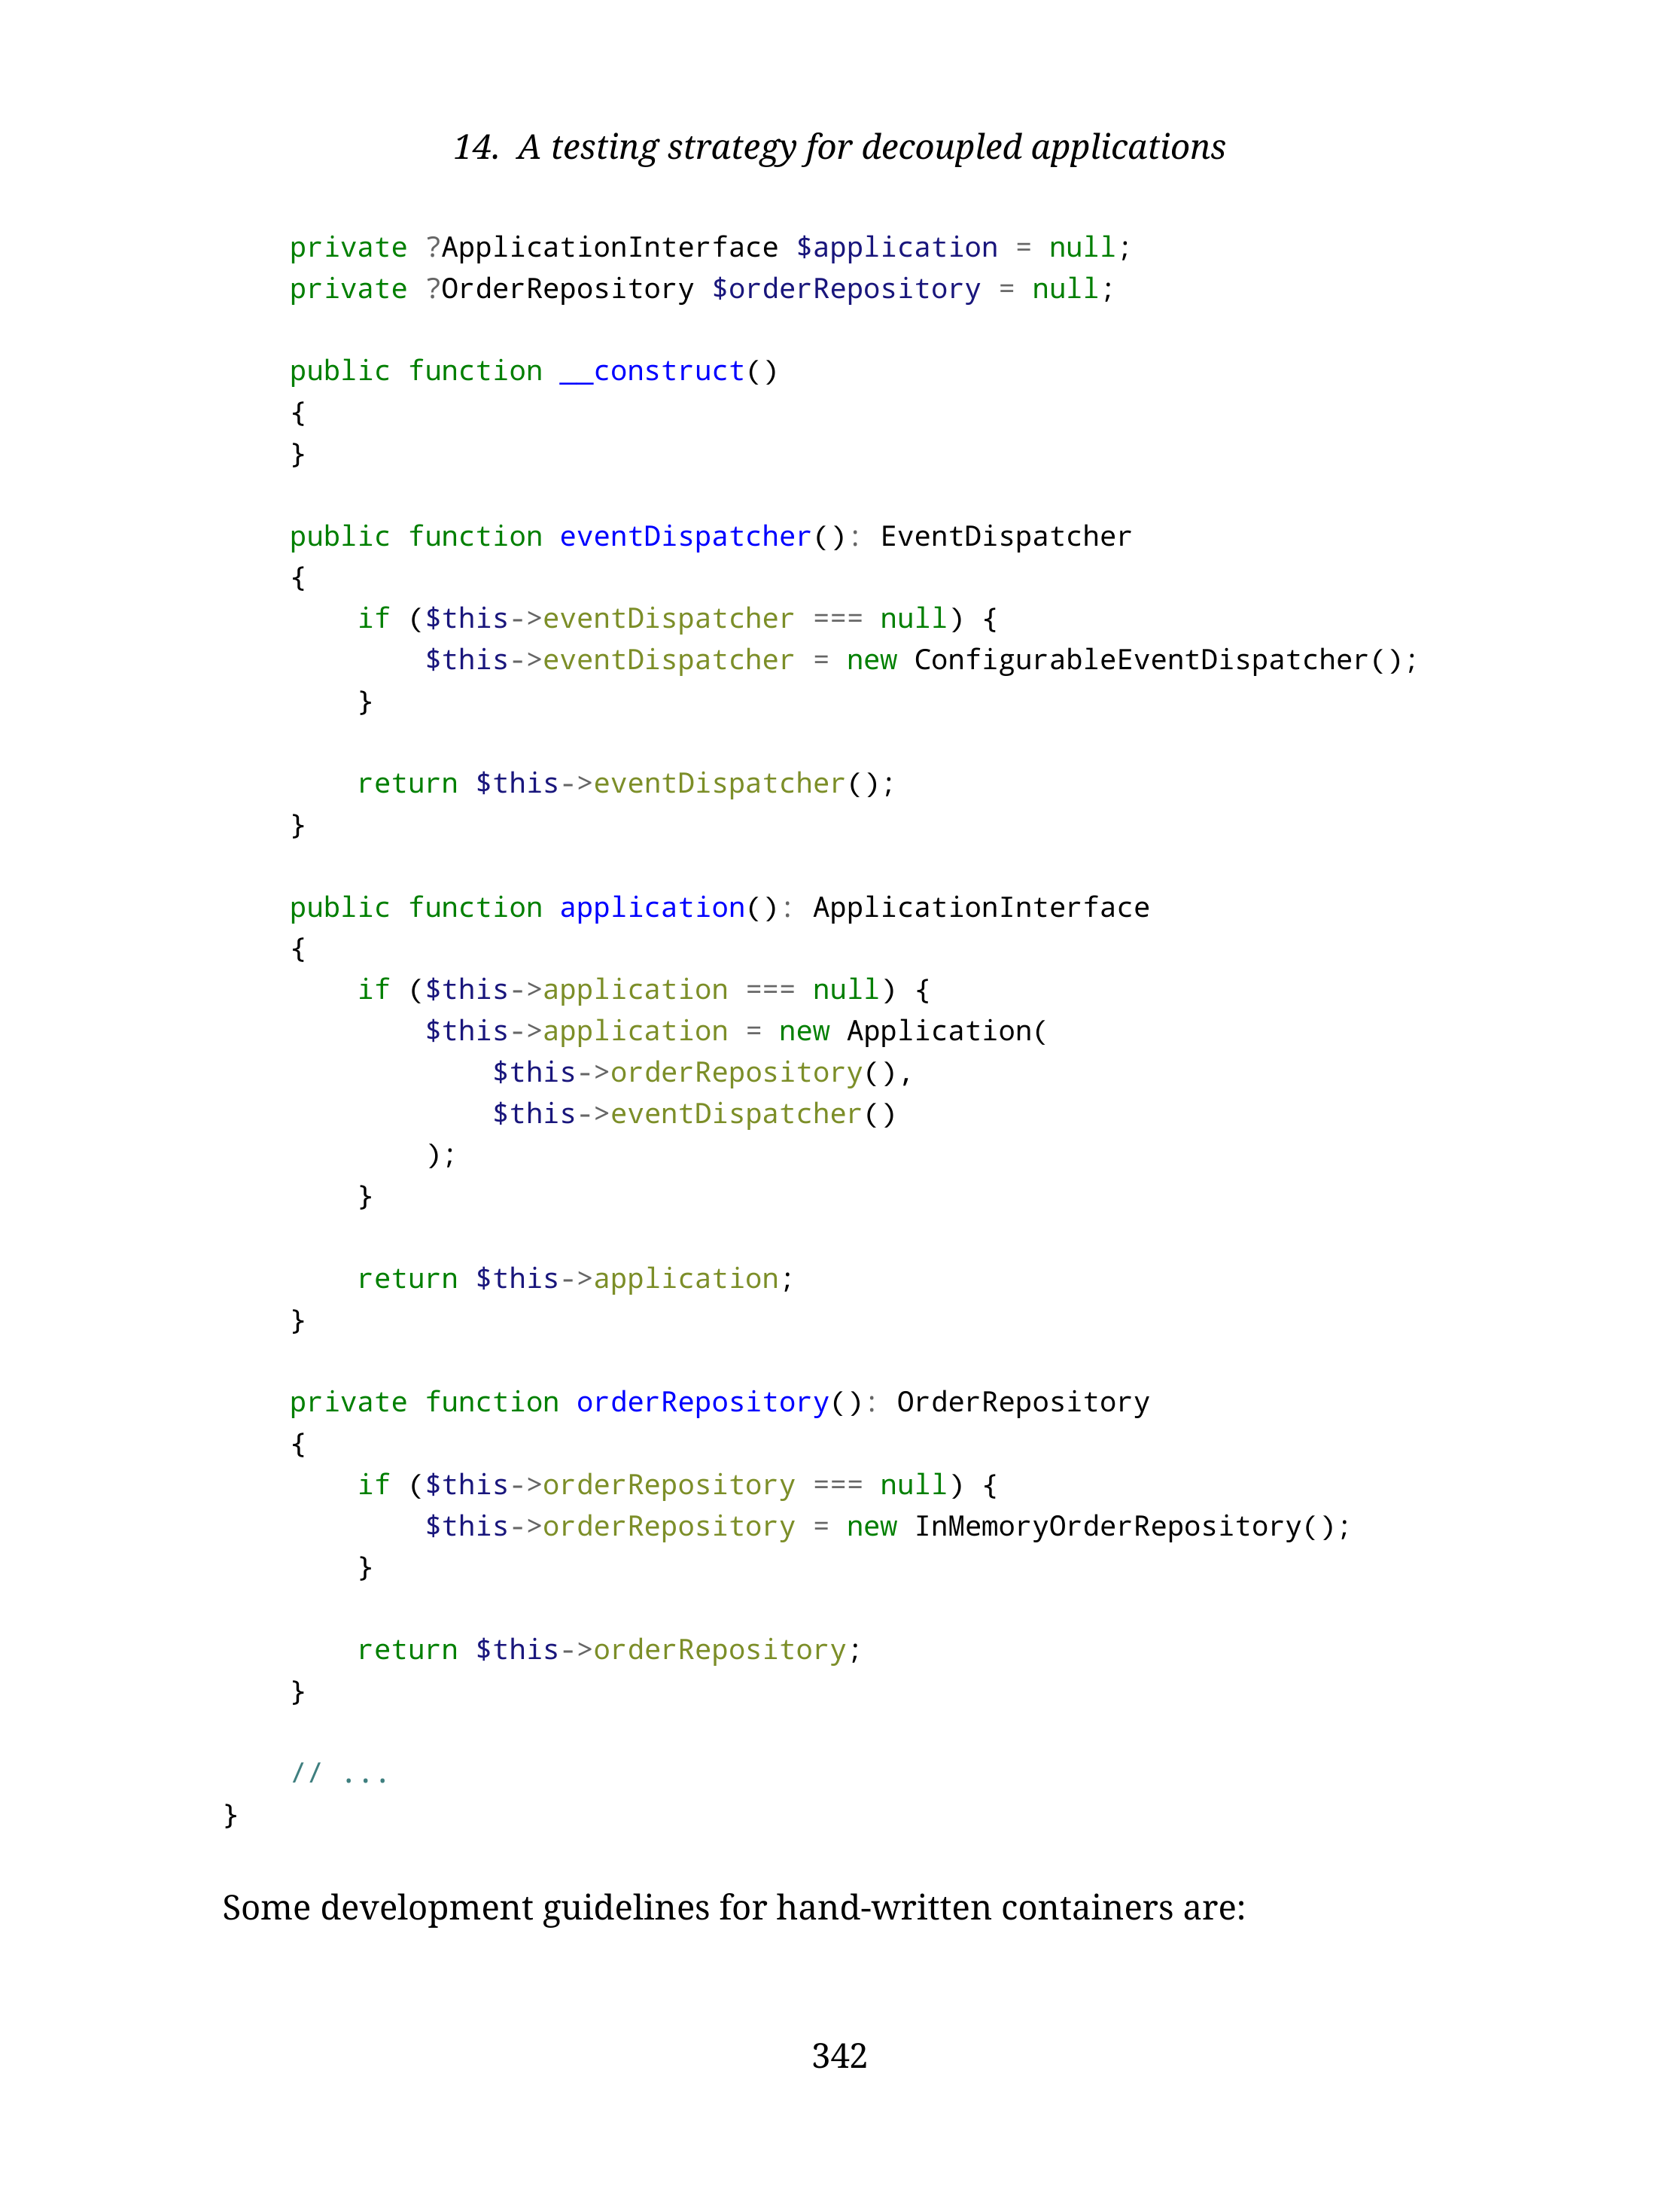 14. A testing strategy for decoupled applications
    private ?ApplicationInterface $application = null;
    private ?OrderRepository $orderRepository = null;

    public function __construct()
    {
    }

    public function eventDispatcher(): EventDispatcher
    {
        if ($this->eventDispatcher === null) {
            $this->eventDispatcher = new ConfigurableEventDispatcher();
        }

        return $this->eventDispatcher();
    }

    public function application(): ApplicationInterface
    {
        if ($this->application === null) {
            $this->application = new Application(
                $this->orderRepository(),
                $this->eventDispatcher()
            );
        }

        return $this->application;
    }

    private function orderRepository(): OrderRepository
    {
        if ($this->orderRepository === null) {
            $this->orderRepository = new InMemoryOrderRepository();
        }

        return $this->orderRepository;
    }

    // ...
}
Some development guidelines for hand-written containers are:
342